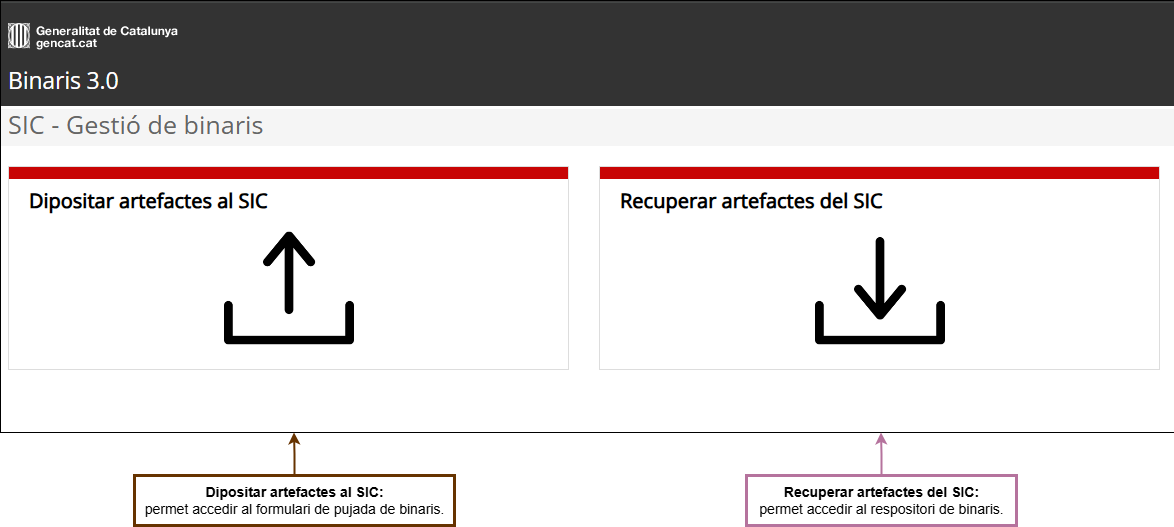 Generalitat de Catalunya
gencat.cat
Binaris 3.0
SIC - Gestió de binaris
Dipositar artefactes al SIC
Recuperar artefactes del SIC
Dipositar artefactes al SIC:
permet accedir al formulari de pujada de binaris.
Recuperar artefactes del SIC:
permet accedir al respositori de binaris.